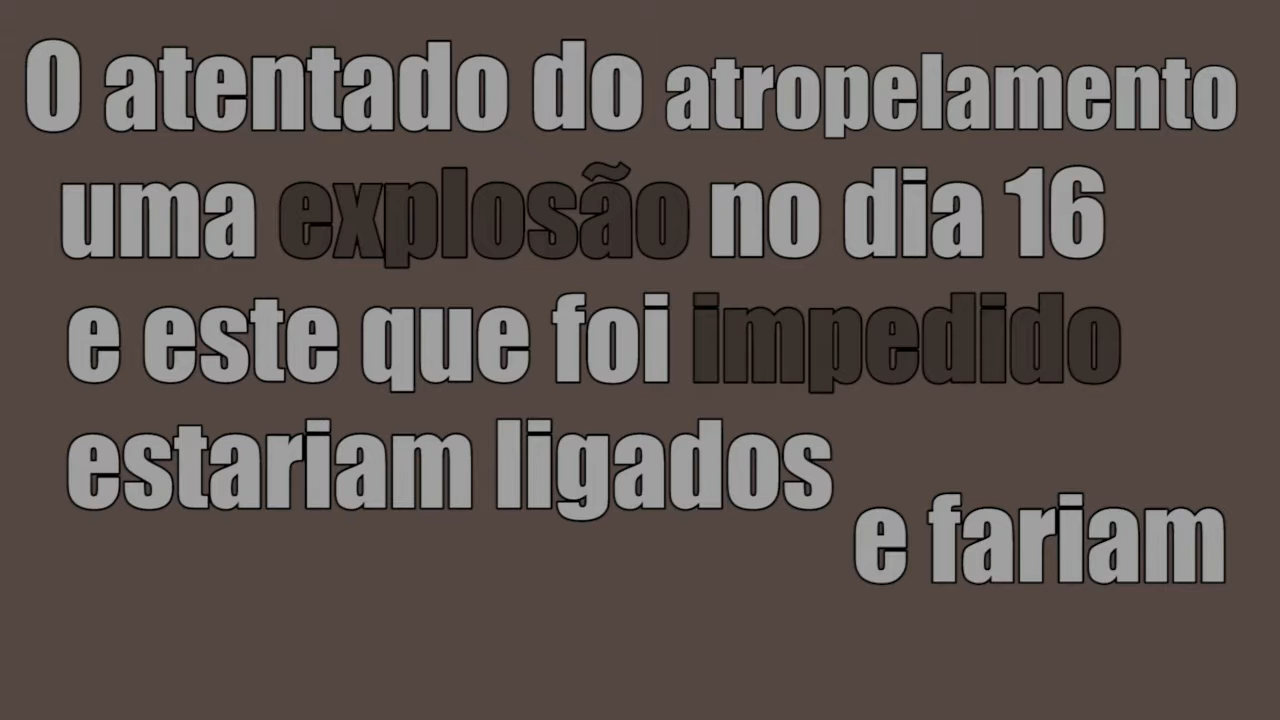 O atentado do atropelamento
uma explosão no dia 16
e este que foi impedido
estariam ligados
e fariam